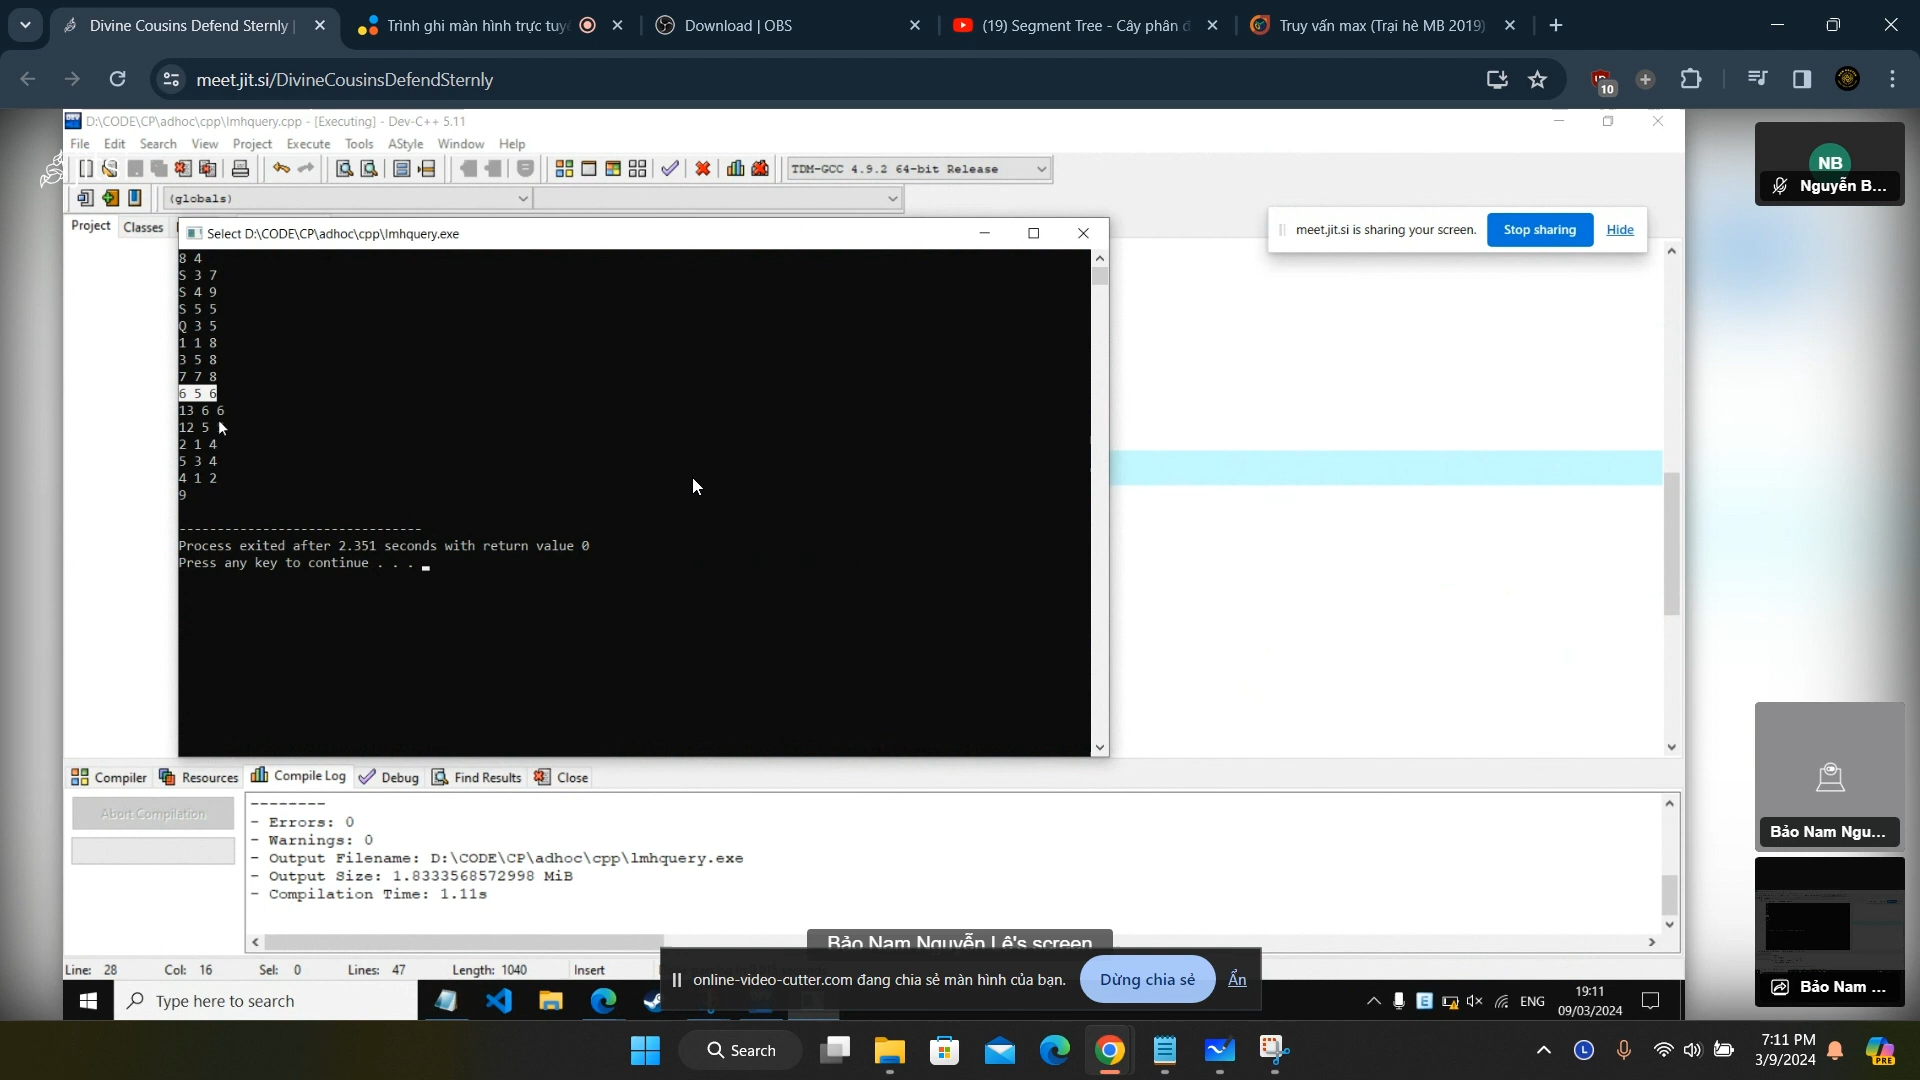 Divine Cousins Defend Sternly
Trình ghi màn hình trực tuy
Download | OBS
(19) Segment Tree - Cây phân đ
Truy vấn max (Trại hè MB 2019)
meet.jit.si/DivineCousinsDefendSternly
10
D:\CODE\CP\adhoc\cpp\lmhquery.cpp - [Executing] - Dev-C++ 5.11
File Edit Search View Project Execute Tools AStyle Window Help
TDM-GCC 4.9.2 64-bit Release
(globals)
Project Classes
Select D:\CODE\CP\adhoc\cpp\lmhquery.exe
meet.jit.si is sharing your screen. Stop sharing Hide
8 4
S 3 7
S 4 9
S 5 5
Q 3 5
1 1 8
3 5 8
7 7 8
6 5 6
13 6 6
12 5
2 1 4
5 3 4
4 1 2
9
--------------------------------
Process exited after 2.351 seconds with return value 0
Press any key to continue . . .
NB
Nguyễn B...
Bảo Nam Ngu...
Bảo Nam ...
Compiler Resources Compile Log Debug Find Results Close
Abort Compilation
--------
- Errors: 0
- Warnings: 0
- Output Filename: D:\CODE\CP\adhoc\cpp\lmhquery.exe
- Output Size: 1.8333568572998 MiB
- Compilation Time: 1.11s
Bảo Nam Nguyễn Lê's screen
Line: 28 Col: 16 Sel: 0 Lines: 47 Length: 1040 Insert
online-video-cutter.com đang chia sẻ màn hình của bạn. Dừng chia sẻ Ẩn
Type here to search
ENG
19:11
09/03/2024
Search
7:11 PM
3/9/2024
PRE